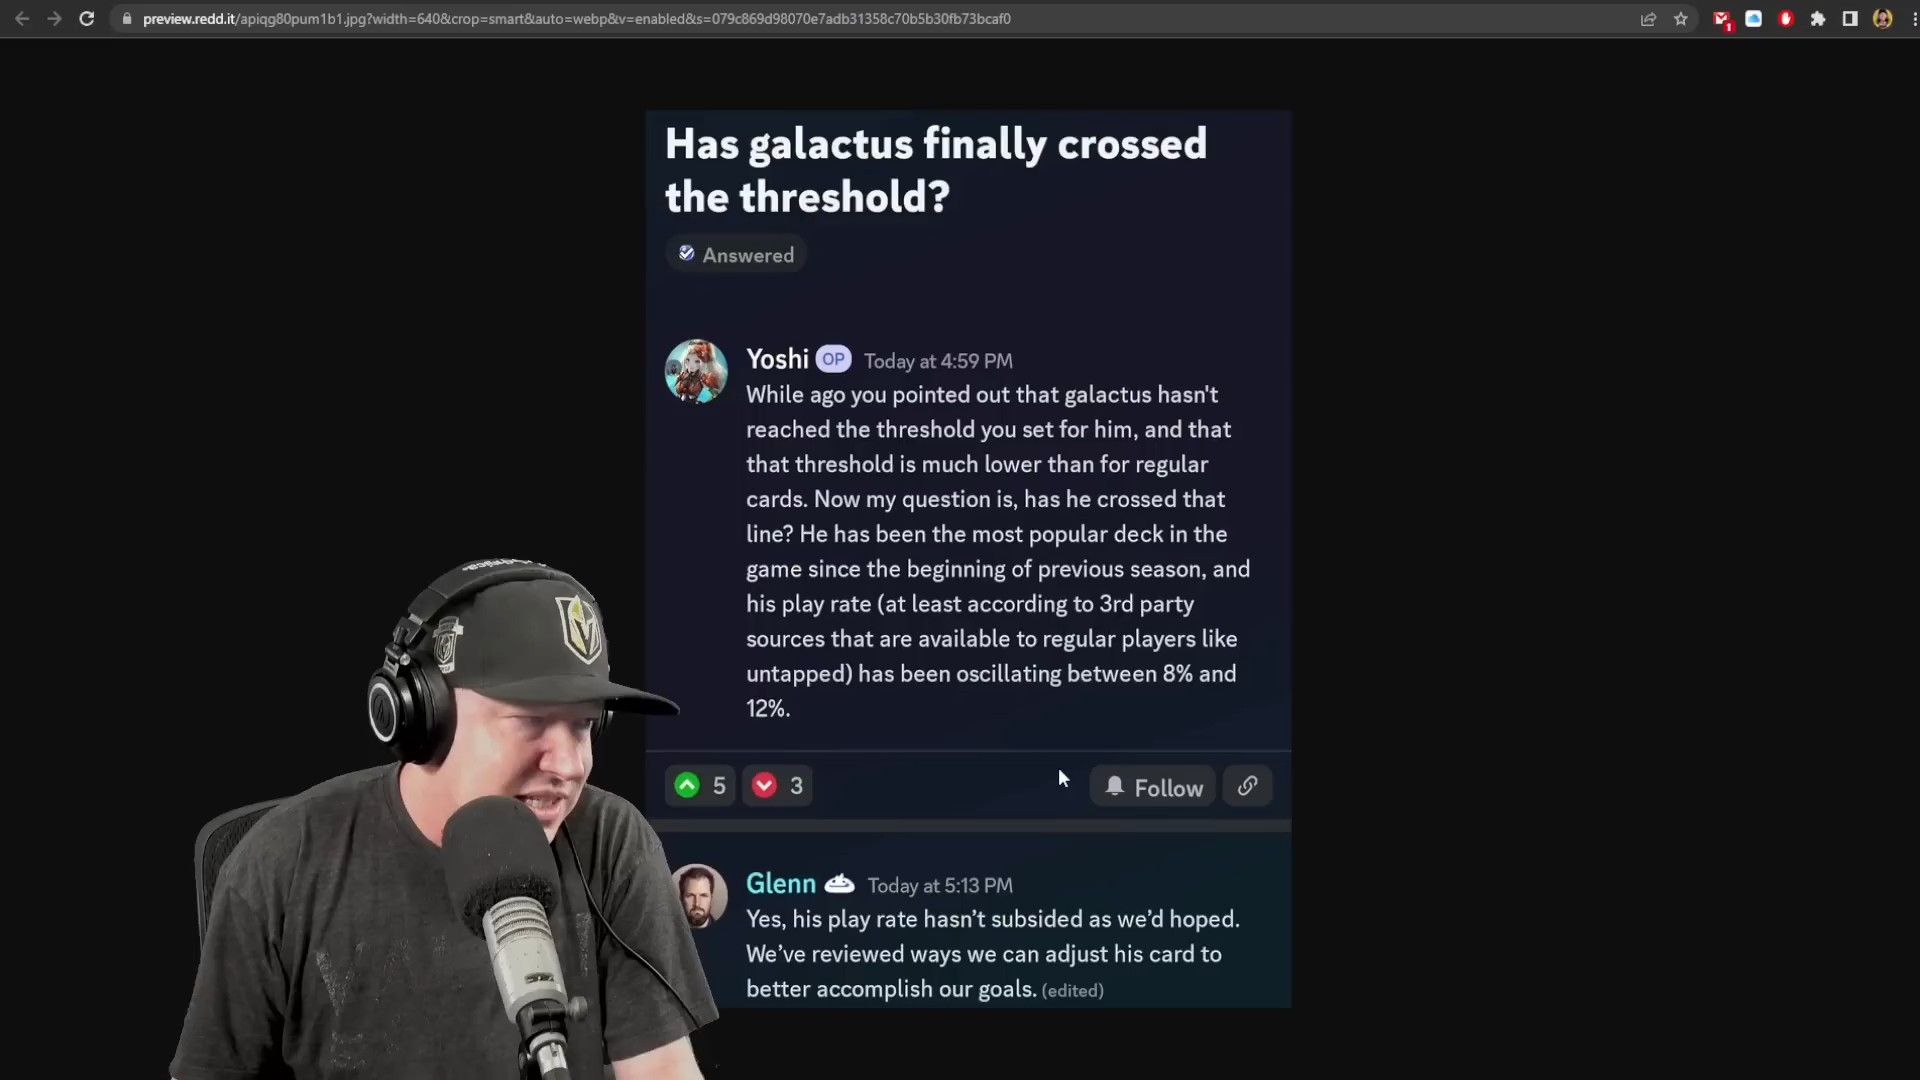 preview.redd.it/apiqg80pum1b1.jpg?width=640&crop=smart&auto=webp&v=enabled&s=079c869d98070e7adb31358c70b5b30fb73bcaf0
1
Has galactus finally crossed
the threshold?
Answered
Yoshi OP Today at 4:59 PM
While ago you pointed out that galactus hasn't
reached the threshold you set for him, and that
that threshold is much lower than for regular
cards. Now my question is, has he crossed that
line? He has been the most popular deck in the
game since the beginning of previous season, and
his play rate (at least according to 3rd party
sources that are available to regular players like
untapped) has been oscillating between 8% and
12%.
5 3 Follow
Glenn Today at 5:13 PM
Yes, his play rate hasn't subsided as we'd hoped.
We've reviewed ways we can adjust his card to
better accomplish our goals. (edited)